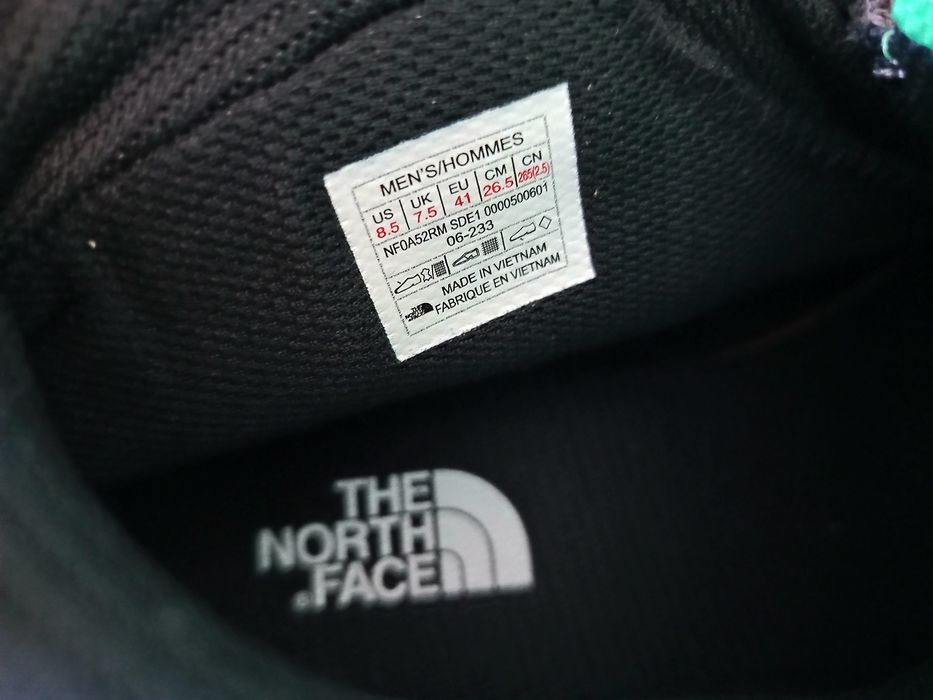 MEN'S/HOMMES
US UK EU CM CN
8.5 7.5 41 26.5 265(2.5)
NF0A52RM SDE1 0000500601
06-233
MADE IN VIETNAM
FABRIQUE EN VIETNAM
THE
NORTH
FACE